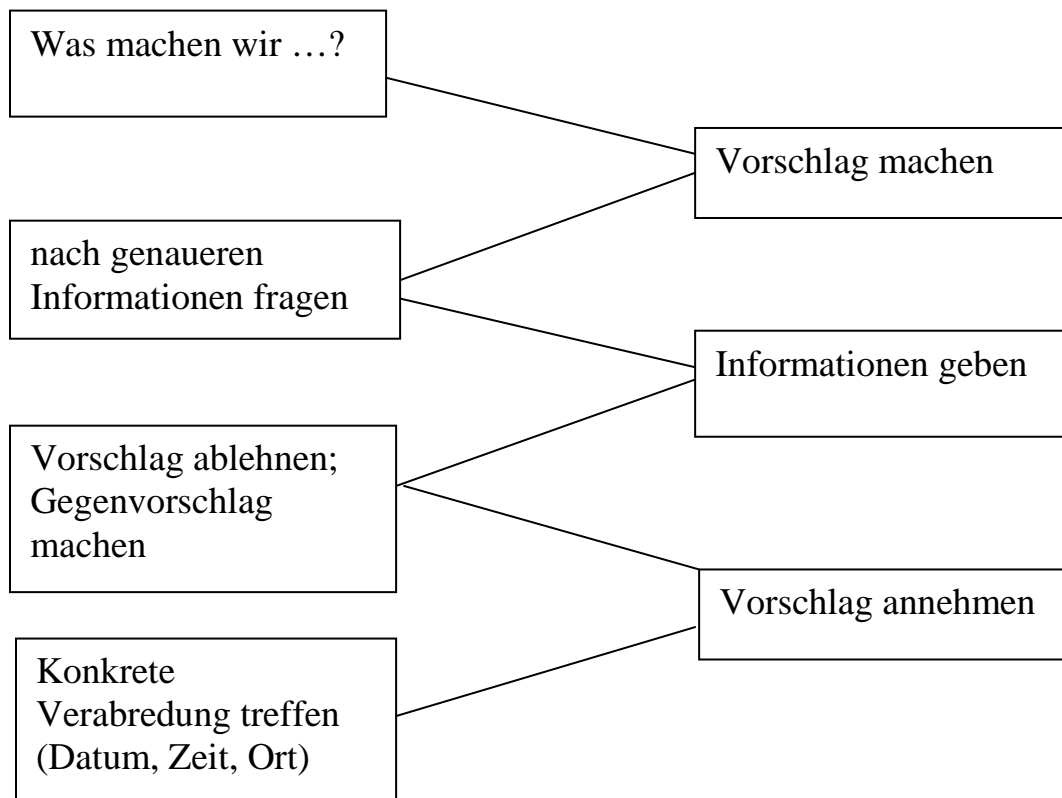 Was machen wir …?
Vorschlag machen
nach genaueren
Informationen fragen
Informationen geben
Vorschlag ablehnen;
Gegenvorschlag
machen
Vorschlag annehmen
Konkrete
Verabredung treffen
(Datum, Zeit, Ort)